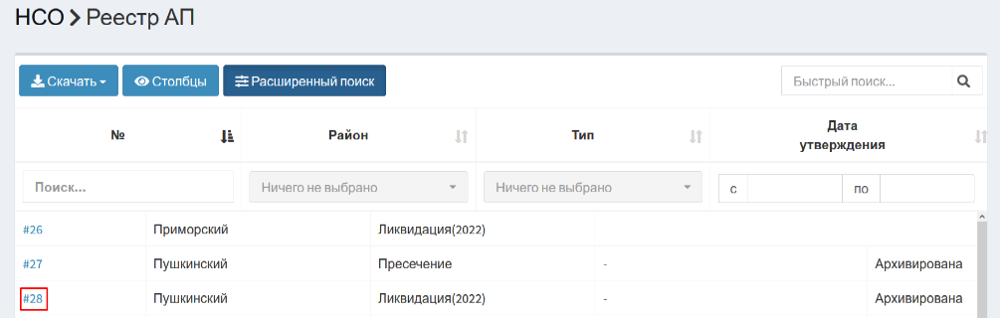 НСО > Реестр АП
Скачать Столбцы Расширенный поиск Быстрый поиск...
№ Район Тип Дата
утверждения
Поиск... Ничего не выбрано Ничего не выбрано с по
#26 Приморский Ликвидация(2022)
#27 Пушкинский Пресечение - Архивирована
#28 Пушкинский Ликвидация(2022) - Архивирована